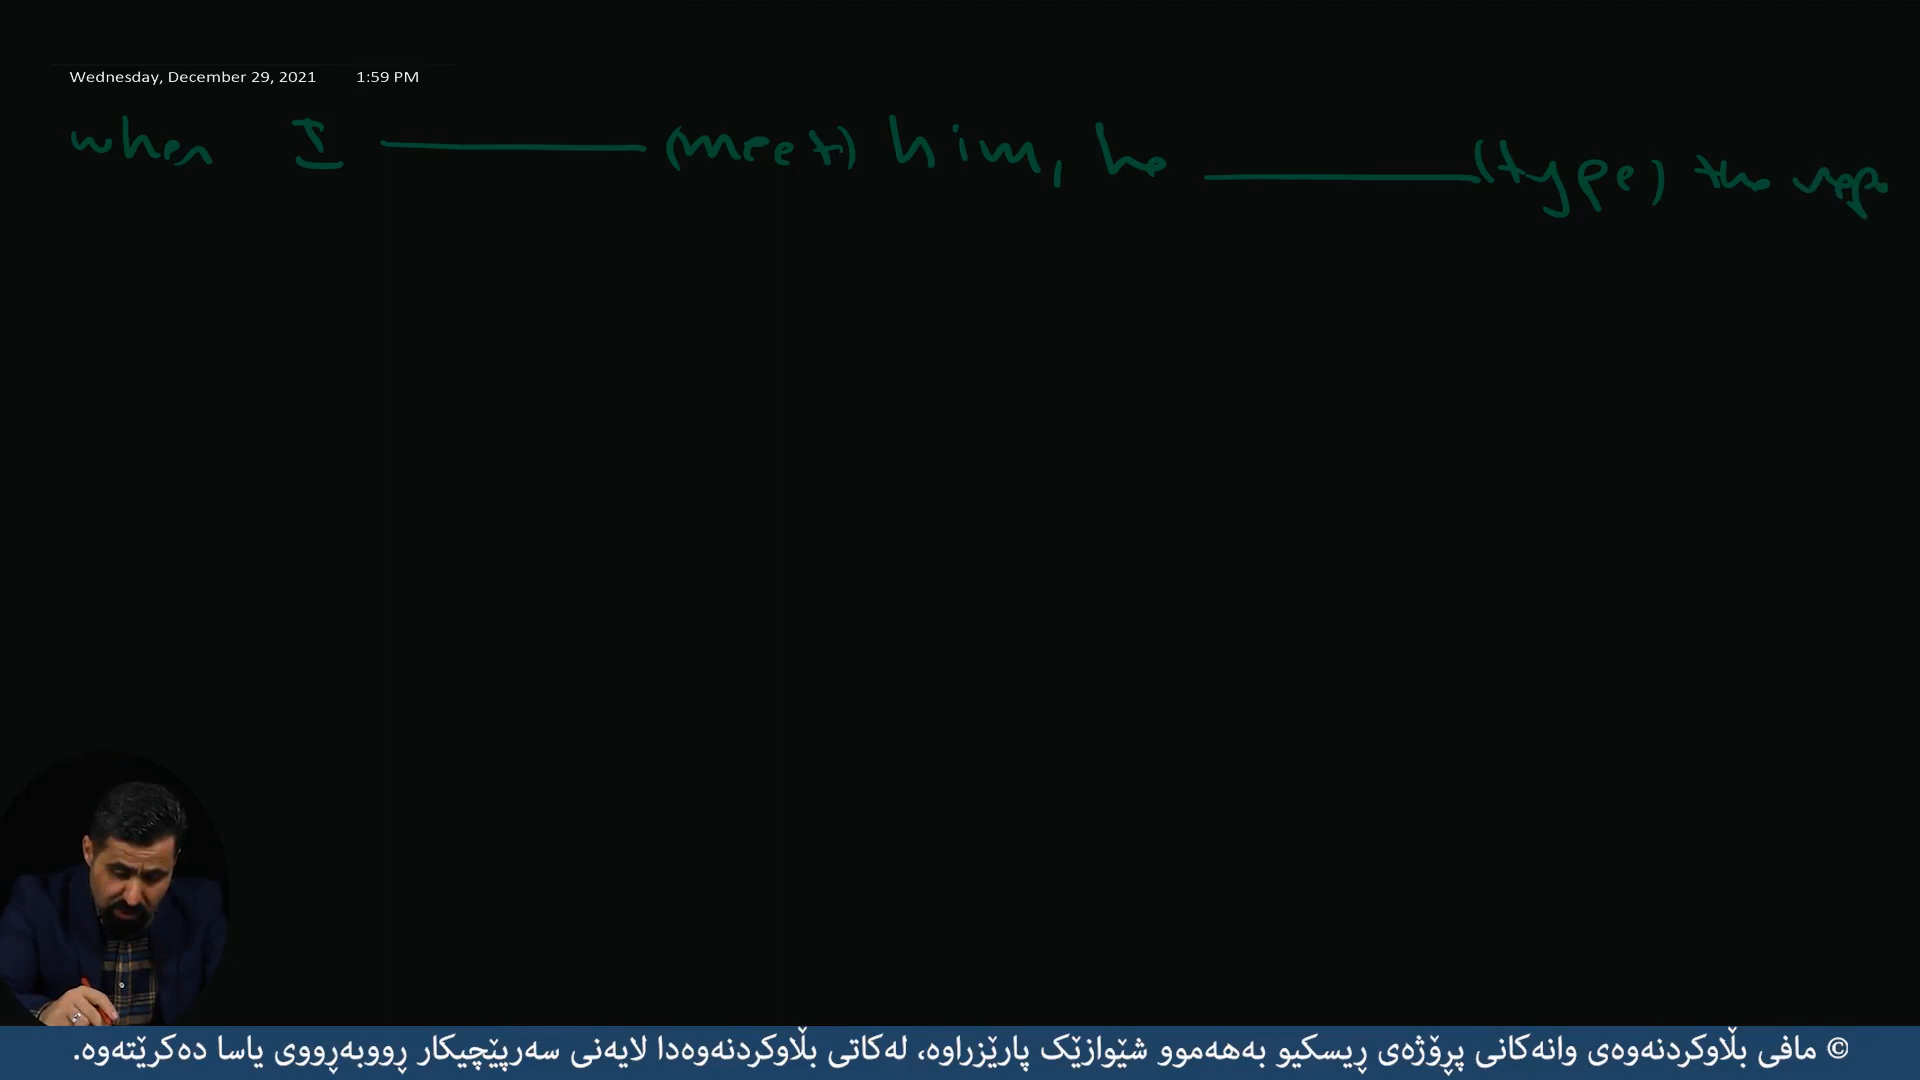 Wednesday, December 29, 2021 1:59 PM
when I ______ (meet) him, he ______ (type) the
© مافی بڵاوکردنەوەی وانەکانی پڕۆژەی ڕیسکیو بەهەموو شێوازێک پارێزراوە، لەکاتی بڵاوکردنەوەدا لایەنی سەرپێچیکار ڕووبەڕووی یاسا دەکرێتەوە.